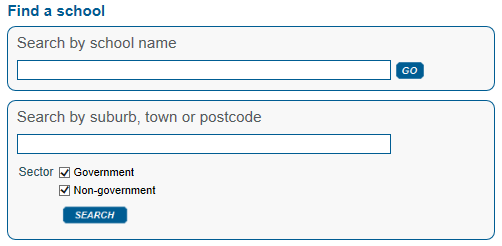 Find a school
Search by school name
GO
Search by suburb, town or postcode
Sector Government
Non-government
SEARCH